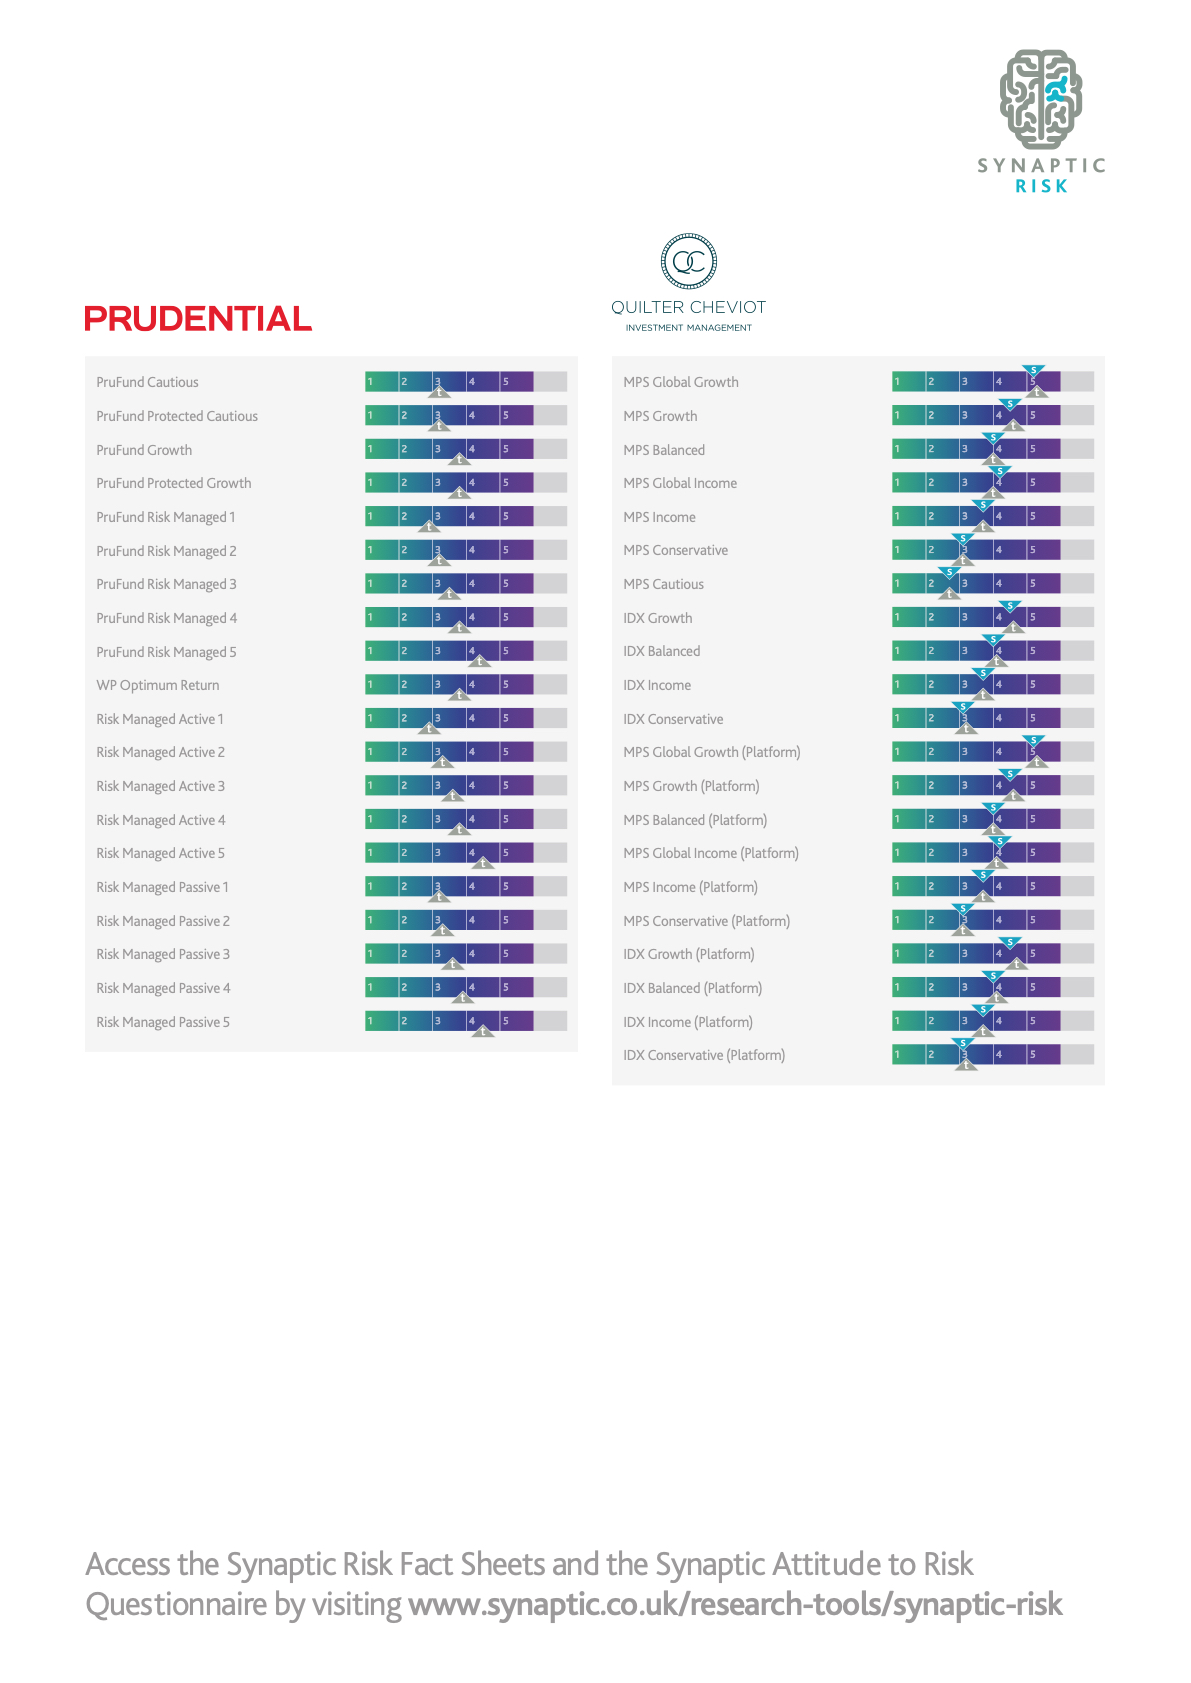 SYNAPTIC
RISK
PRUDENTIAL
QC
QUILTER CHEVIOT
INVESTMENT MANAGEMENT
PruFund Cautious 1 2 3 4 5 t
PruFund Protected Cautious 1 2 3 4 5 t
PruFund Growth 1 2 3 4 5 t
PruFund Protected Growth 1 2 3 4 5 t
PruFund Risk Managed 1 1 2 3 4 5 t
PruFund Risk Managed 2 1 2 3 4 5 t
PruFund Risk Managed 3 1 2 3 4 5 t
PruFund Risk Managed 4 1 2 3 4 5 t
PruFund Risk Managed 5 1 2 3 4 5 t
WP Optimum Return 1 2 3 4 5 t
Risk Managed Active 1 1 2 3 4 5 t
Risk Managed Active 2 1 2 3 4 5 t
Risk Managed Active 3 1 2 3 4 5 t
Risk Managed Active 4 1 2 3 4 5 t
Risk Managed Active 5 1 2 3 4 5 t
Risk Managed Passive 1 1 2 3 4 5 t
Risk Managed Passive 2 1 2 3 4 5 t
Risk Managed Passive 3 1 2 3 4 5 t
Risk Managed Passive 4 1 2 3 4 5 t
Risk Managed Passive 5 1 2 3 4 5 t
MPS Global Growth 1 2 3 4 5 s t
MPS Growth 1 2 3 4 5 s t
MPS Balanced 1 2 3 4 5 s t
MPS Global Income 1 2 3 4 5 s t
MPS Income 1 2 3 4 5 s t
MPS Conservative 1 2 3 4 5 s t
MPS Cautious 1 2 3 4 5 s t
IDX Growth 1 2 3 4 5 s t
IDX Balanced 1 2 3 4 5 s t
IDX Income 1 2 3 4 5 s t
IDX Conservative 1 2 3 4 5 s t
MPS Global Growth (Platform) 1 2 3 4 5 s t
MPS Growth (Platform) 1 2 3 4 5 s t
MPS Balanced (Platform) 1 2 3 4 5 s t
MPS Global Income (Platform) 1 2 3 4 5 s t
MPS Income (Platform) 1 2 3 4 5 s t
MPS Conservative (Platform) 1 2 3 4 5 s t
IDX Growth (Platform) 1 2 3 4 5 s t
IDX Balanced (Platform) 1 2 3 4 5 s t
IDX Income (Platform) 1 2 3 4 5 s t
IDX Conservative (Platform) 1 2 3 4 5 s t
Access the Synaptic Risk Fact Sheets and the Synaptic Attitude to Risk
Questionnaire by visiting www.synaptic.co.uk/research-tools/synaptic-risk